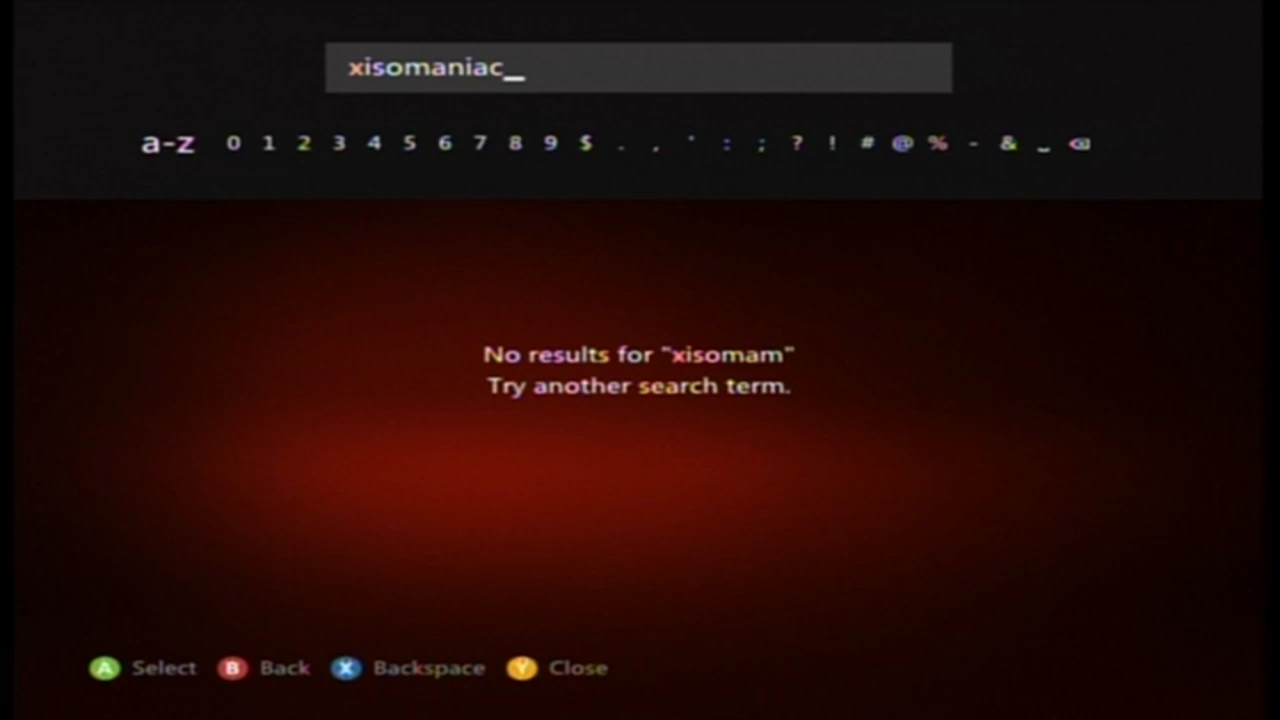 xisomaniac_
a-z 0 1 2 3 4 5 6 7 8 9 $ . , ' : ; ? ! # @ % - & ⌣ ⌫
No results for "xisomam"
Try another search term.
A Select B Back X Backspace Y Close